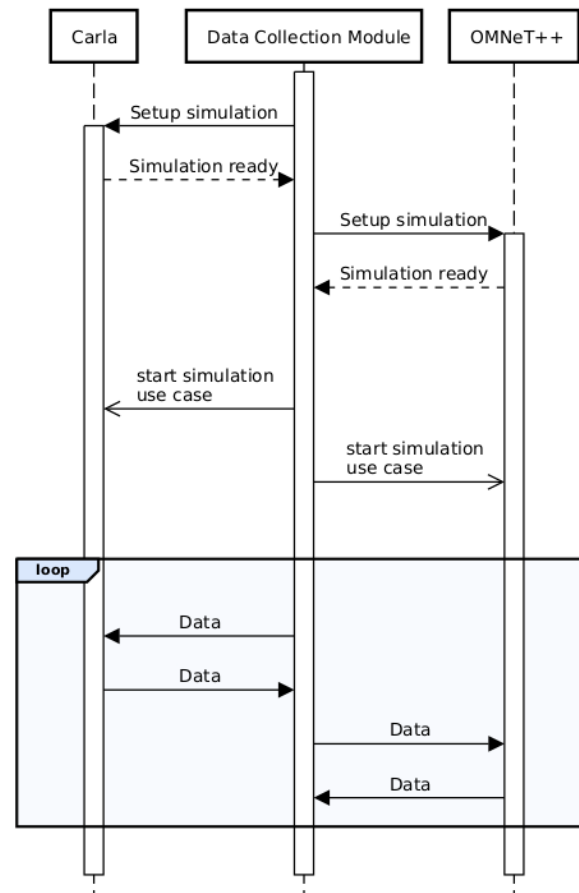 Carla
Data Collection Module
OMNeT++
Setup simulation
Simulation ready
Setup simulation
Simulation ready
start simulation
use case
start simulation
use case
loop
Data
Data
Data
Data